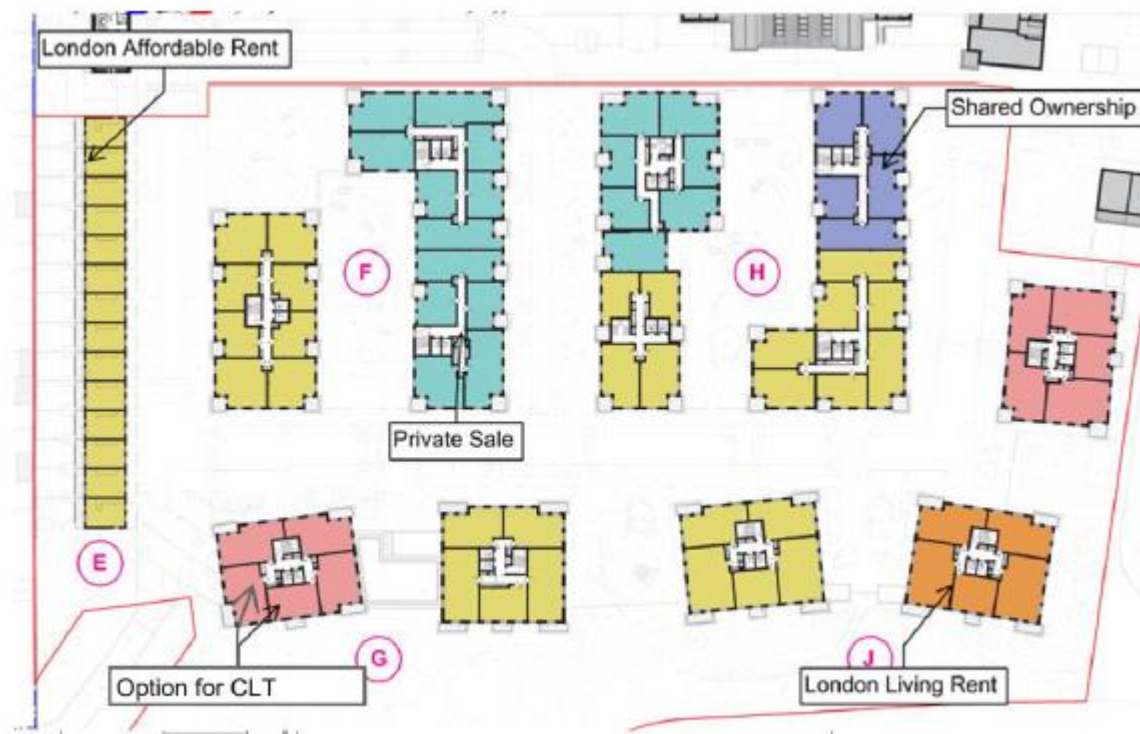 London Affordable Rent
Shared Ownership
F
H
Private Sale
E
G
J
Option for CLT
London Living Rent